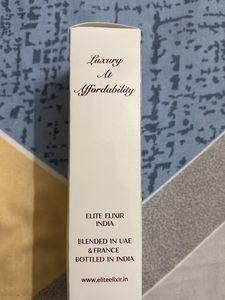 Luxury
At
Affordability
ELITE ELIXIR
INDIA
BLENDED IN UAE
& FRANCE
BOTTLED IN INDIA
www.eliteelixir.in